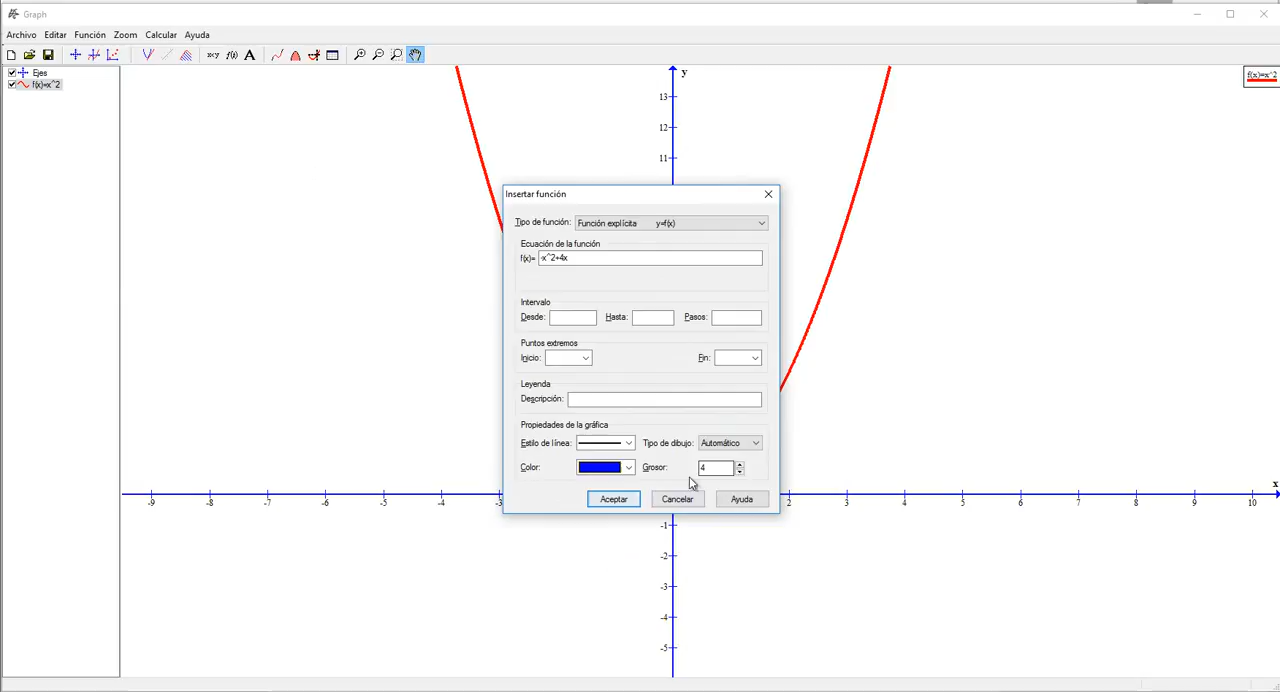 Graph
Archivo Editar Función Zoom Calcular Ayuda
Ejes
f(x)=x^2
y
f(x)=x^2
13
12
11
Insertar función
Tipo de función: Función explícita y=f(x)
Ecuación de la función
f(x)= -x^2+4x
Intervalo
Desde: Hasta: Pasos:
Puntos extremos
Inicio: Fin:
Leyenda
Descripción:
Propiedades de la gráfica
Estilo de línea: Tipo de dibujo: Automático
Color: Grosor: 4
Aceptar Cancelar Ayuda
x
-9 -8 -7 -6 -5 -4 2 3 4 5 6 7 8 9 10
-1
-2
-3
-4
-5